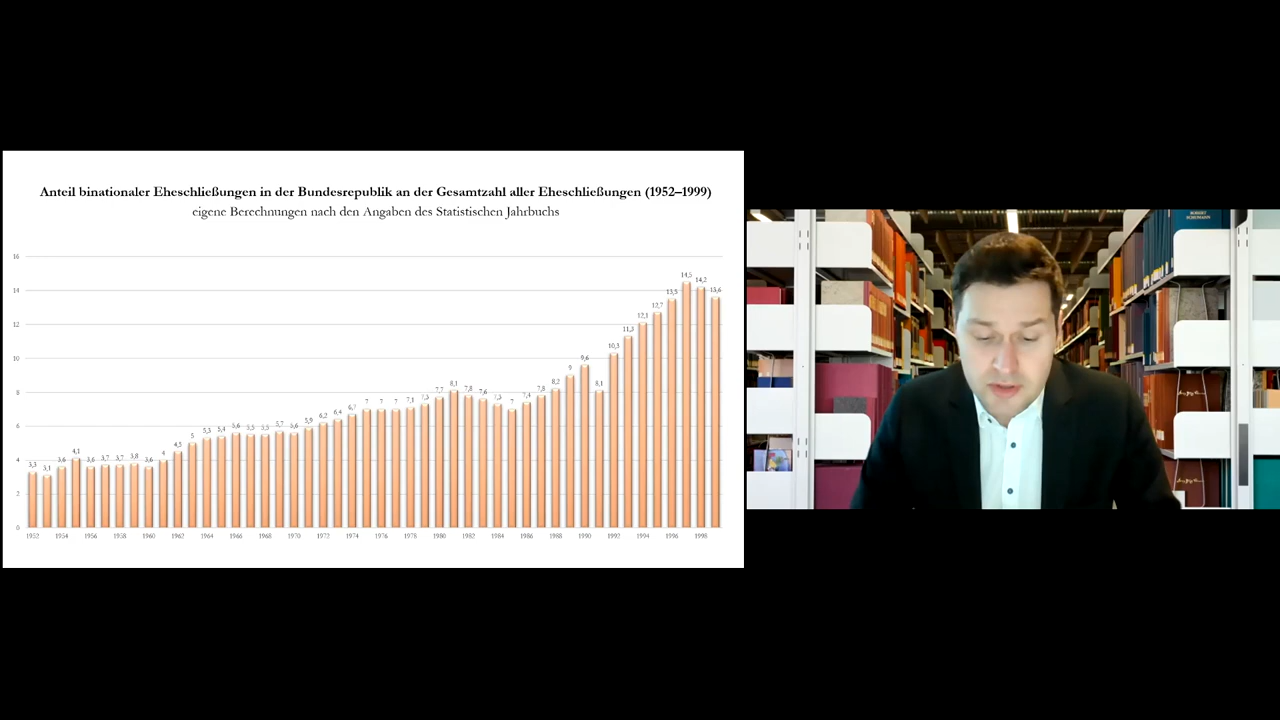 Anteil binationaler Eheschließungen in der Bundesrepublik an der Gesamtzahl aller Eheschließungen (1952–1999)
eigene Berechnungen nach den Angaben des Statistischen Jahrbuchs
16
14
12
10
8
6
4
2
0
3,3 3,1 3,6 4,1 3,6 3,7 3,7 3,8 3,6 4 4,5 5 5,3 5,4 5,6 5,5 5,5 5,7 5,6 5,9 6,2 6,4 6,7 7 7 7 7,1 7,3 7,7 8,1 7,8 7,6 7,3 7 7,4 7,8 8,2 9 9,6 8,1 10,3 11,3 12,1 12,7 13,5 14,5 14,2 13,6
1952 1954 1956 1958 1960 1962 1964 1966 1968 1970 1972 1974 1976 1978 1980 1982 1984 1986 1988 1990 1992 1994 1996 1998
ROBERT
SCHUMANN